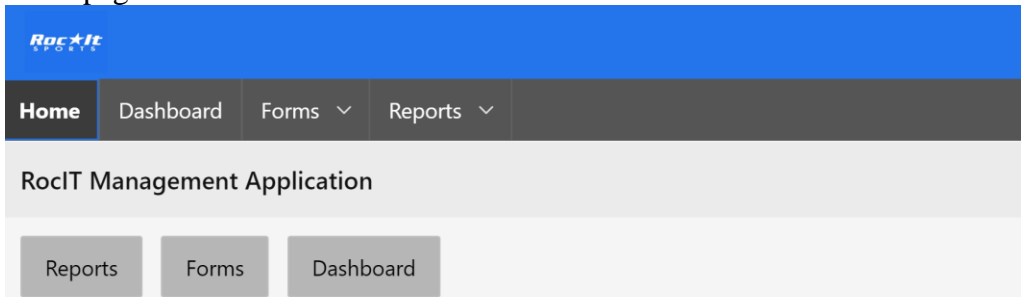 Roc★It
SPORTS
Home Dashboard Forms Reports
RocIT Management Application
Reports Forms Dashboard